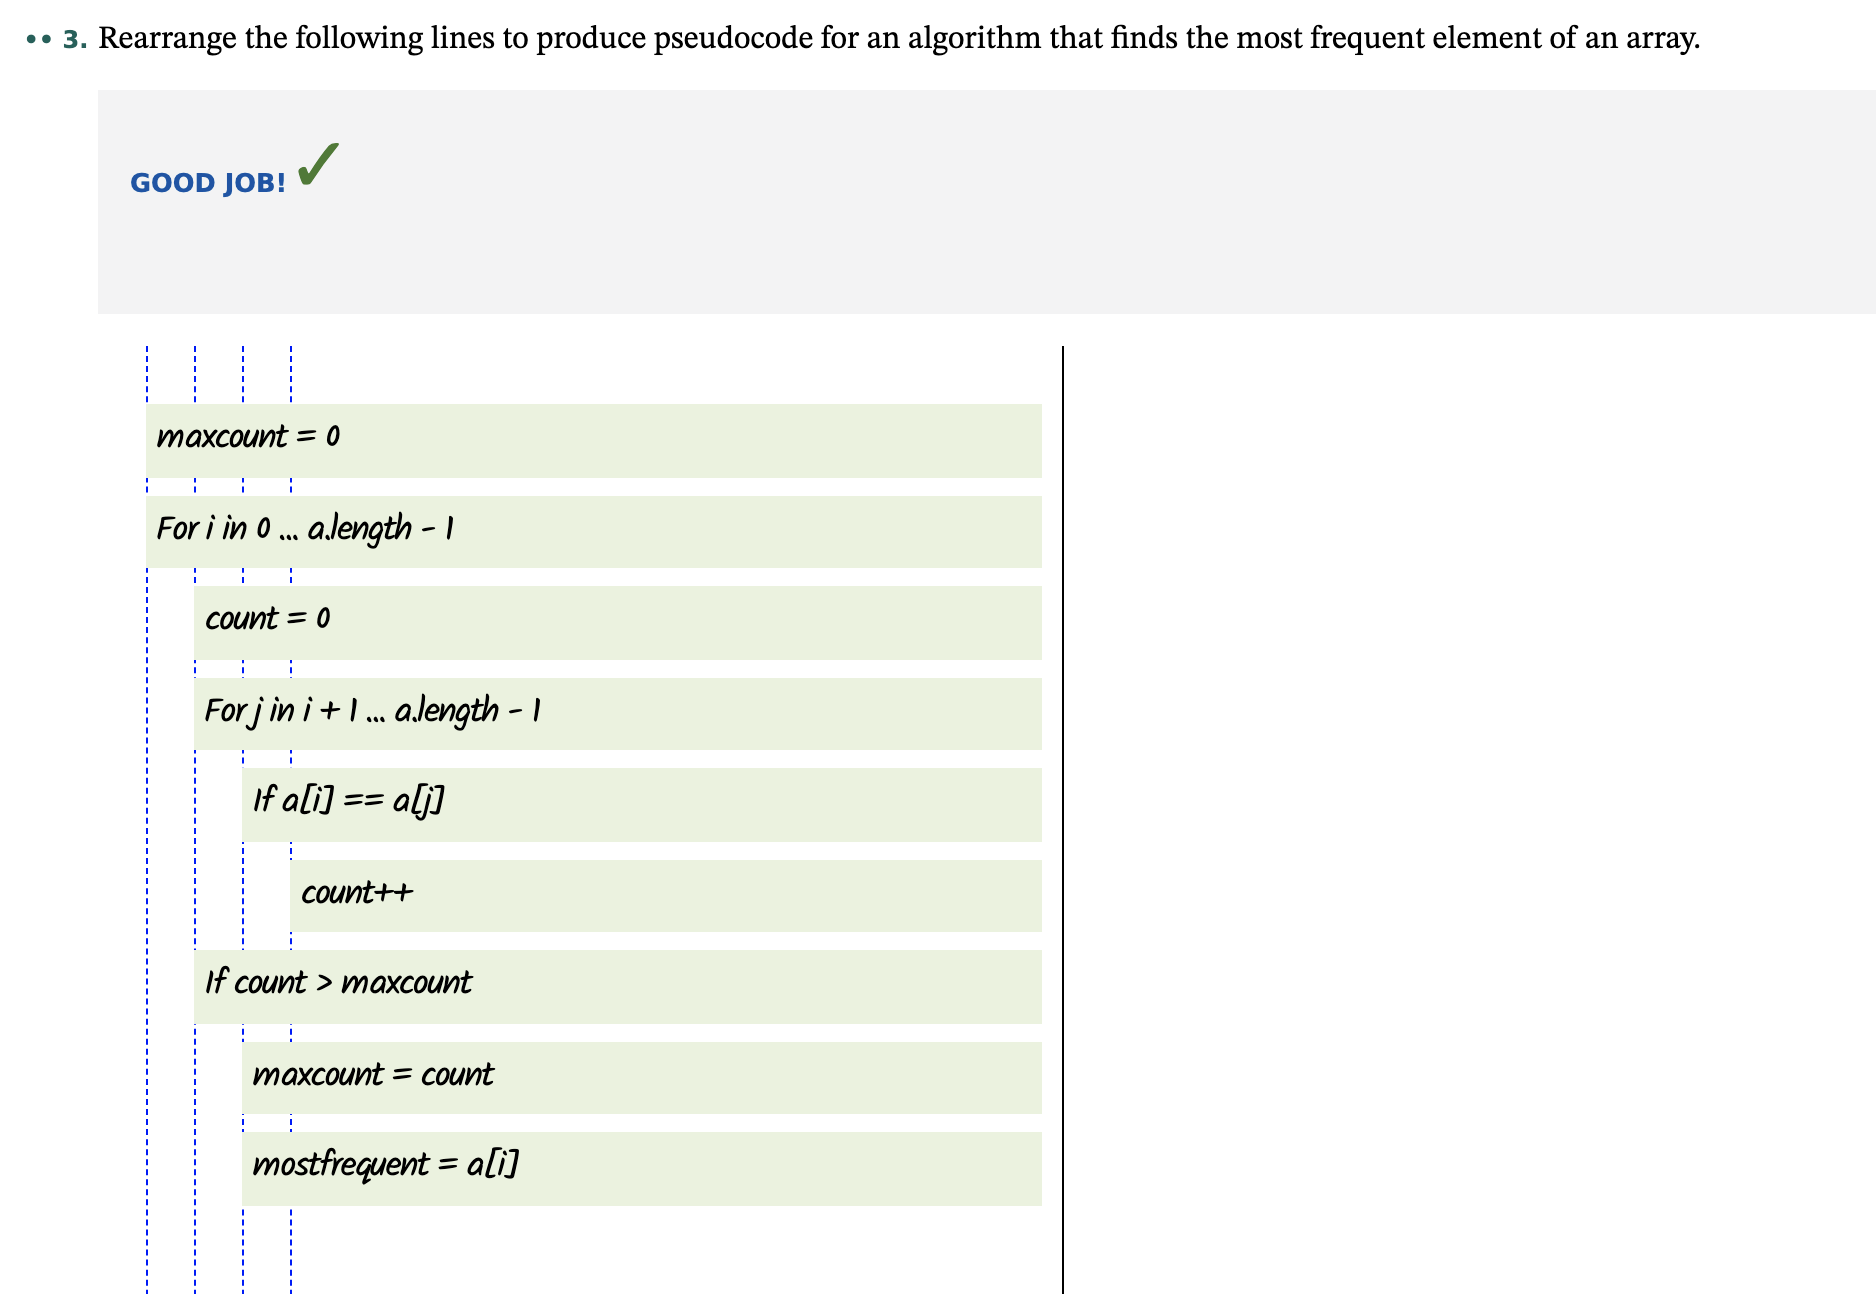 •• 3. Rearrange the following lines to produce pseudocode for an algorithm that finds the most frequent element of an array.
GOOD JOB! ✓
maxcount = 0
For i in 0 ... a.length - 1
count = 0
For j in i + 1 ... a.length - 1
If a[i] == a[j]
count++
If count > maxcount
maxcount = count
mostfrequent = a[i]